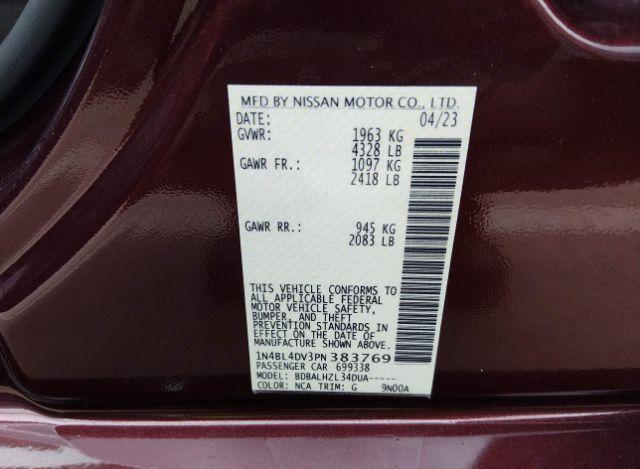 MFD BY NISSAN MOTOR CO., LTD.
DATE: 04/23
GVWR: 1963 KG
4328 LB
GAWR FR.: 1097 KG
2418 LB
GAWR RR.: 945 KG
2083 LB
THIS VEHICLE CONFORMS TO
ALL APPLICABLE FEDERAL
MOTOR VEHICLE SAFETY,
BUMPER, AND THEFT
PREVENTION STANDARDS IN
EFFECT ON THE DATE OF
MANUFACTURE SHOWN ABOVE.
1N4BL4DV3PN383769
PASSENGER CAR 699338
MODEL: BDBALHZL34DUA-----
COLOR: NCA TRIM: G 9N00A